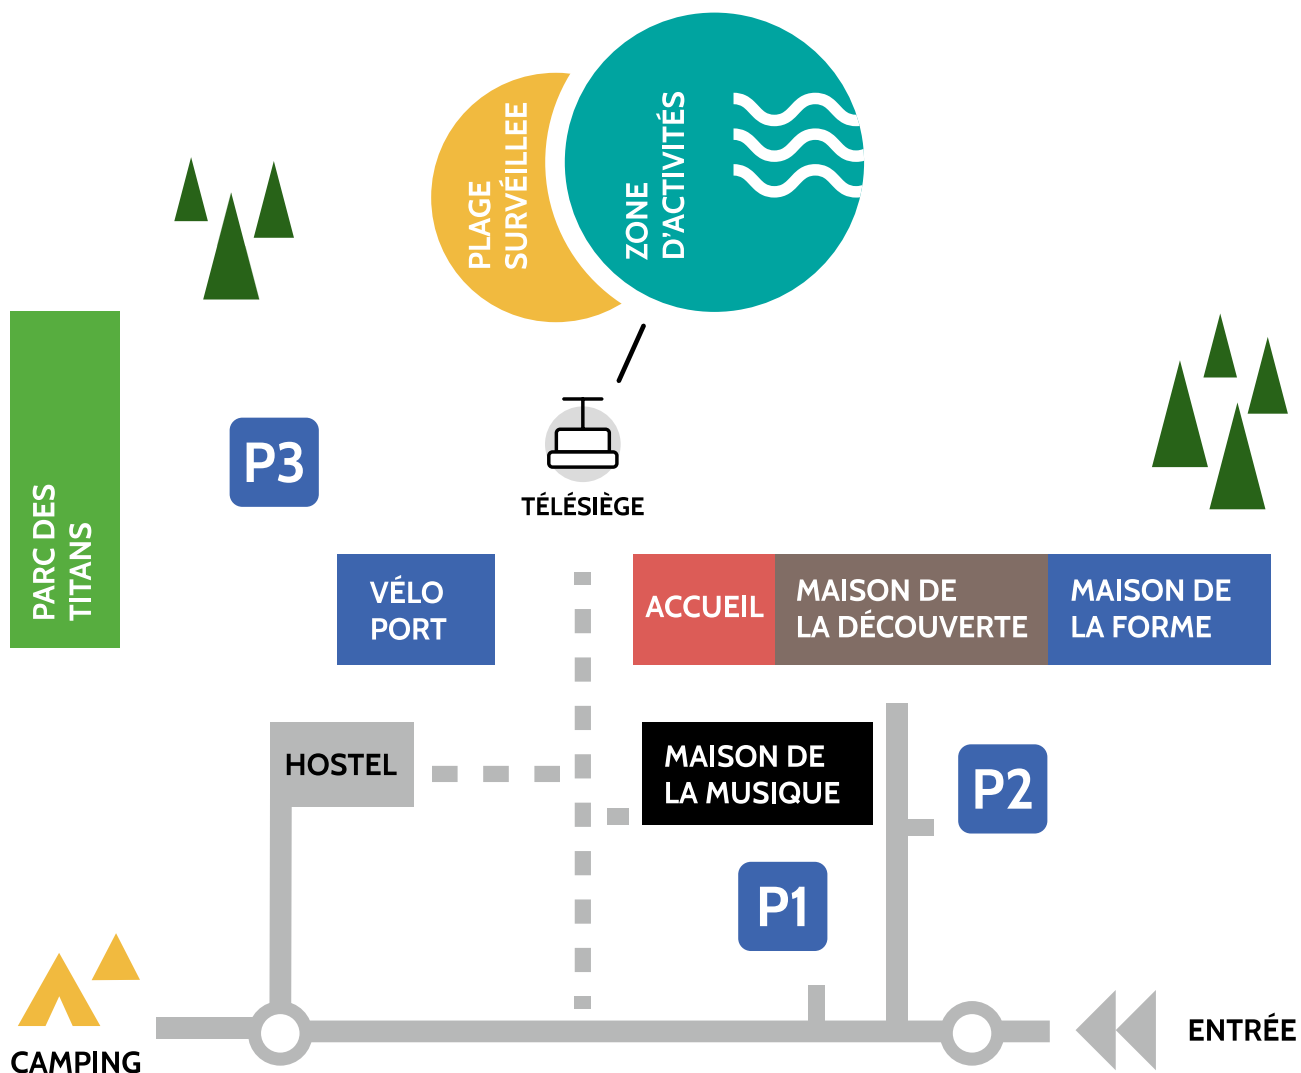 PLAGE
SURVÉILLEE
ZONE
D'ACTIVITÉS
PARC DES
TITANS
P3
TÉLÉSIÈGE
VÉLO
PORT
ACCUEIL
MAISON DE
LA DÉCOUVERTE
MAISON DE
LA FORME
HOSTEL
MAISON DE
LA MUSIQUE
P2
P1
CAMPING
ENTRÉE